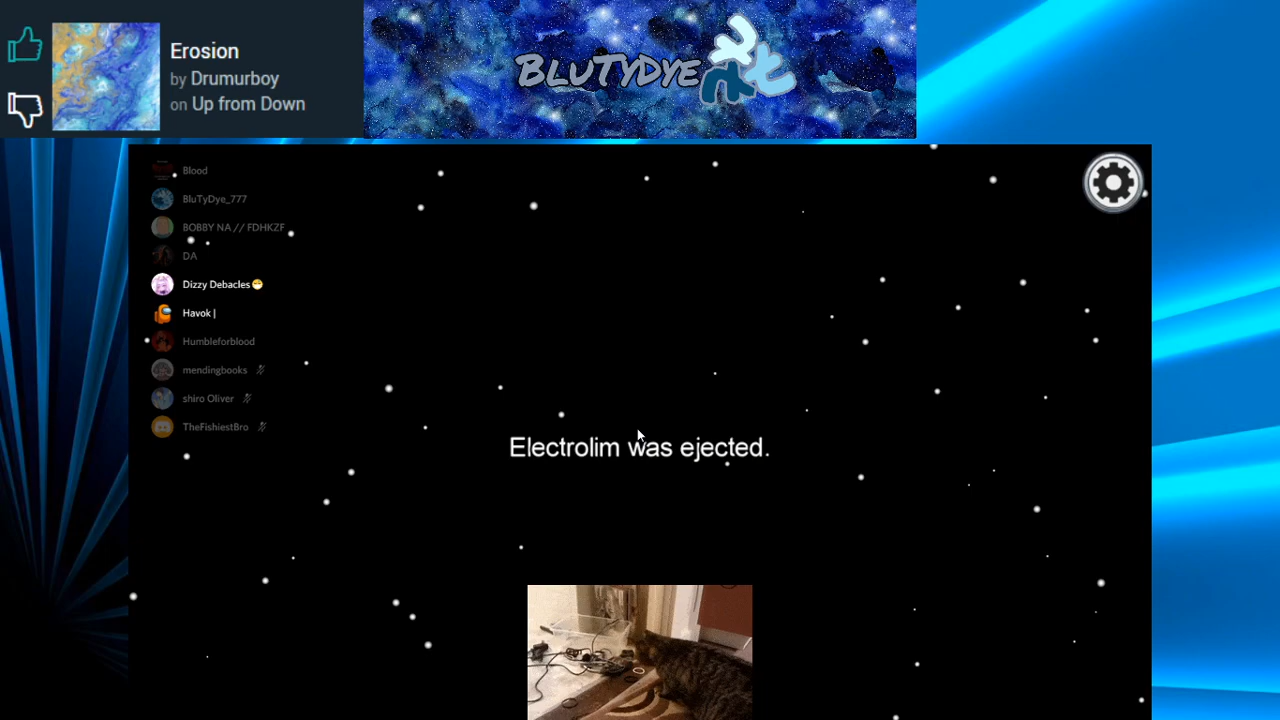 Erosion
by Drumurboy
on Up from Down
BLUTYDYE
Blood
BluTyDye_777
BOBBY NA // FDHKZF
DA
Dizzy Debacles😷
Havok |
Humbleforblood
mendingbooks
shiro Oliver
TheFishiestBro
Electrolim was ejected.